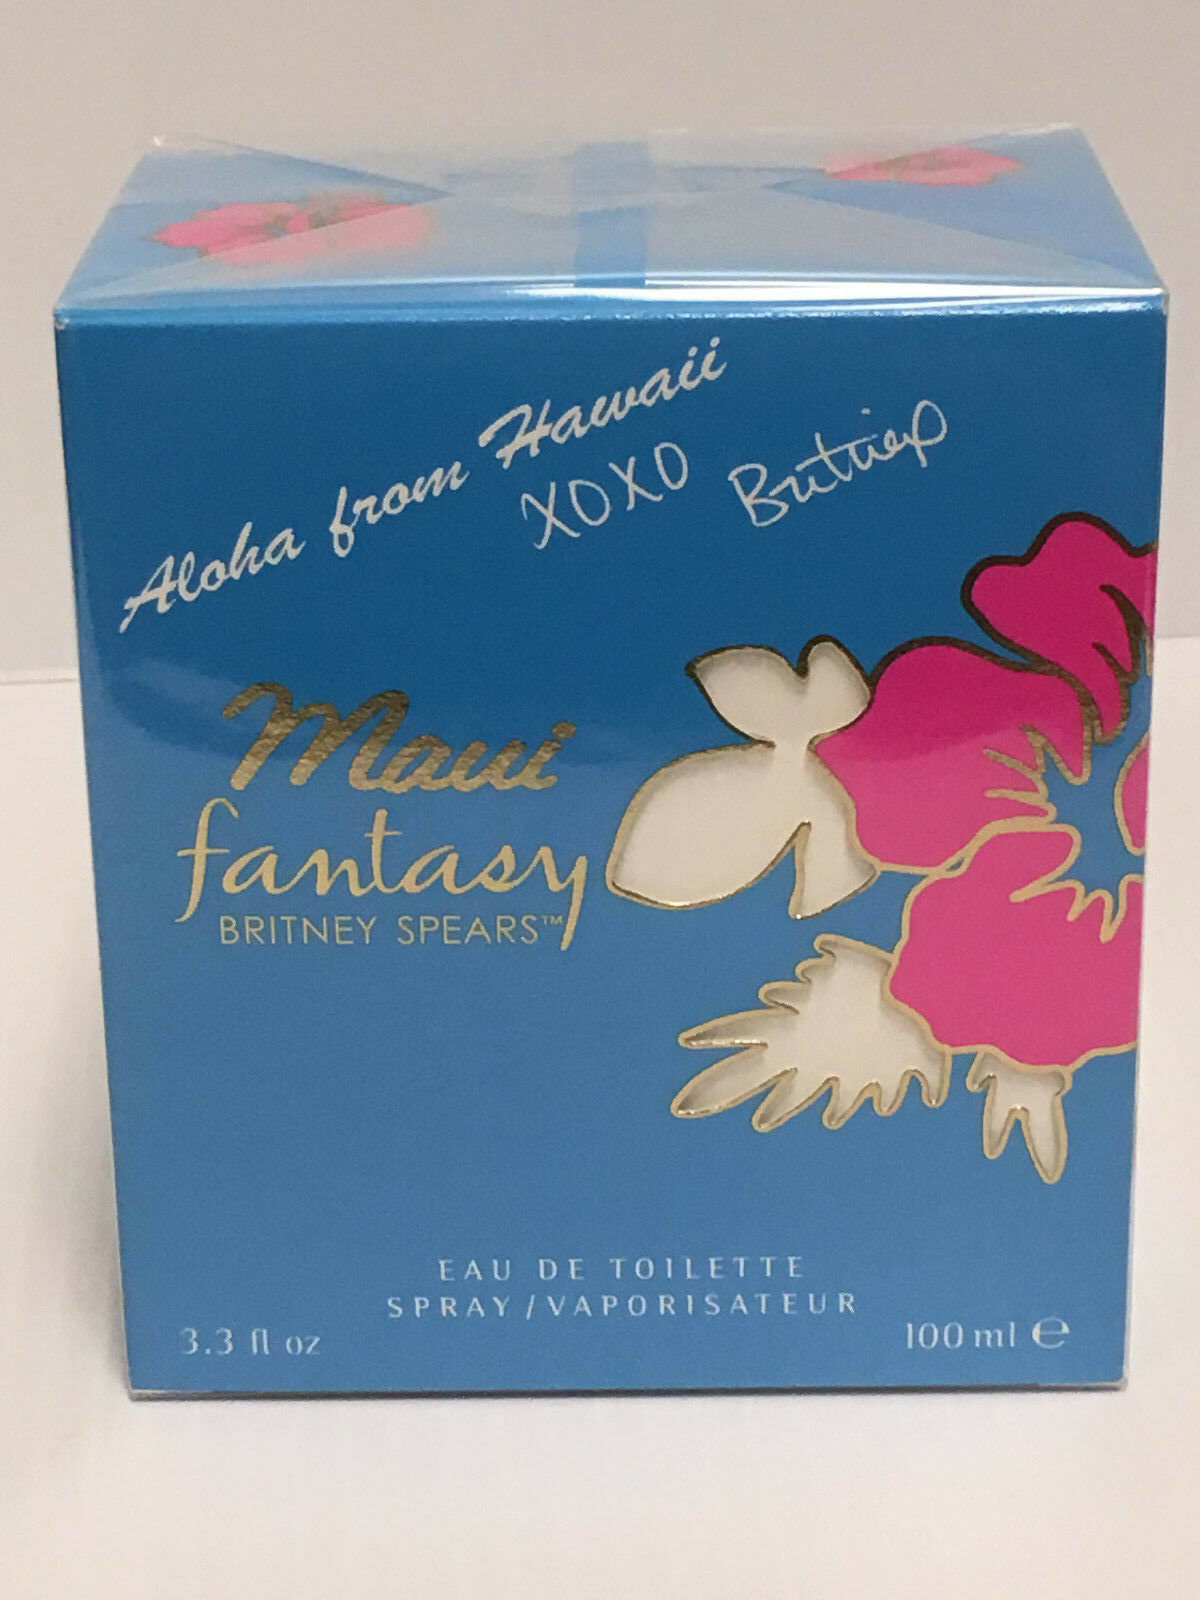 Aloha from Hawaii
XOXO Britney
Maui
fantasy
BRITNEY SPEARS™
EAU DE TOILETTE
SPRAY/VAPORISATEUR
3.3 fl oz 100 ml ℮